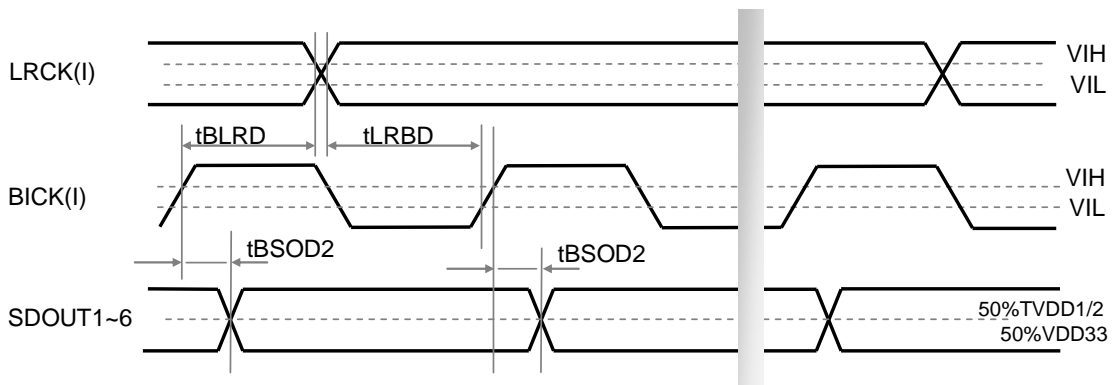 LRCK(I)
VIH
VIL
tBLRD
tLRBD
BICK(I)
VIH
VIL
tBSOD2
tBSOD2
SDOUT1~6
50%TVDD1/2
50%VDD33